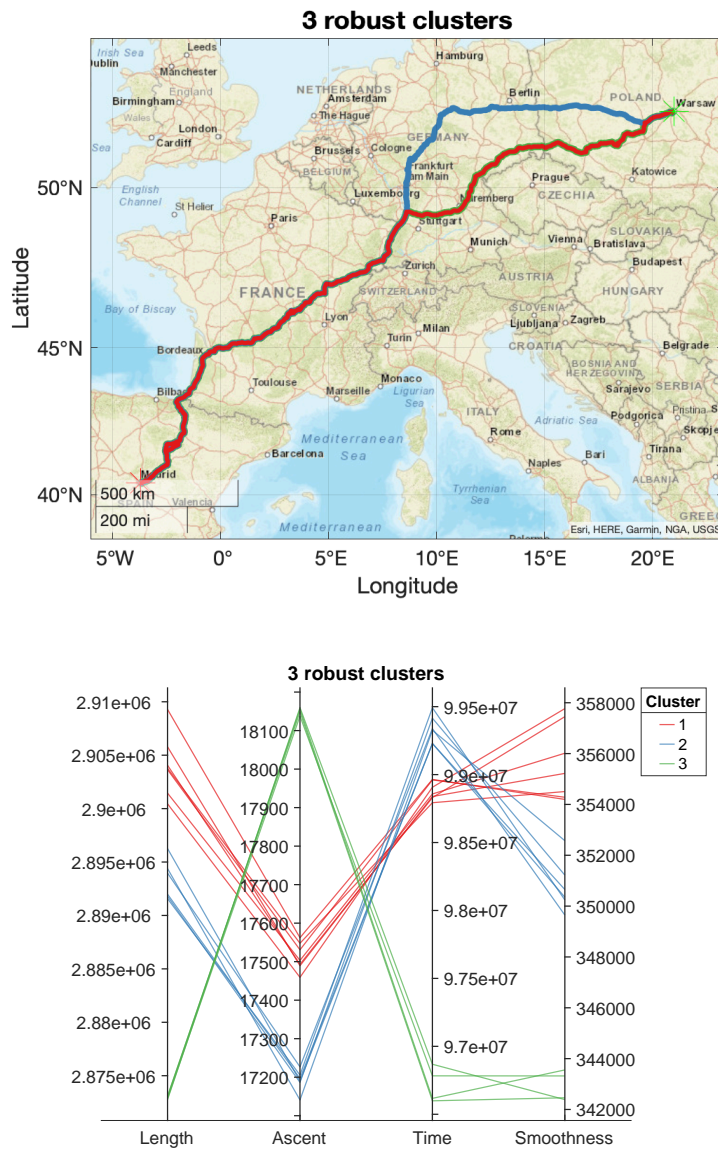 3 robust clusters
Irish Sea
Leeds
Hamburg
Manchester
Berlin
POLAND
Warsaw
NETHERLANDS
England
Amsterdam
Birmingham
The Hague
Wales
London
GERMANY
Cardiff
Brussels
Cologne
Sea
BELGIUM
Frankfurt
am Main
Prague
Katowice
English
Channel
Luxembourg
Nuremberg
CZECHIA
St Helier
Paris
Stuttgart
SLOVAKIA
Munich
Vienna
Bratislava
Budapest
Zurich
AUSTRIA
FRANCE
SWITZERLAND
HUNGARY
Bay of Biscay
SLOVENIA
Lyon
Milan
Ljubljana
Zagreb
Turin
CROATIA
Belgrade
Bordeaux
BOSNIA AND
HERZEGOVINA
Monaco
Toulouse
Marseille
Ligurian
Sea
SERBIA
Sarajevo
Bilbao
ITALY
Adriatic Sea
Podgorica
Pristina
Skopje
Mediterranean
Sea
Rome
Tirana
Madrid
Barcelona
Bari
Naples
ALBANIA
SPAIN
Valencia
Tyrrhenian
Sea
500 km
200 mi
Mediterranean
GREEC
Esri, HERE, Garmin, NGA, USGS
50°N
45°N
40°N
Latitude
5°W 0° 5°E 10°E 15°E 20°E
Longitude
3 robust clusters
Cluster
1
2
3
2.91e+06
2.905e+06
2.9e+06
2.895e+06
2.89e+06
2.885e+06
2.88e+06
2.875e+06
18100
18000
17900
17800
17700
17600
17500
17400
17300
17200
9.95e+07
9.9e+07
9.85e+07
9.8e+07
9.75e+07
9.7e+07
358000
356000
354000
352000
350000
348000
346000
344000
342000
Length Ascent Time Smoothness